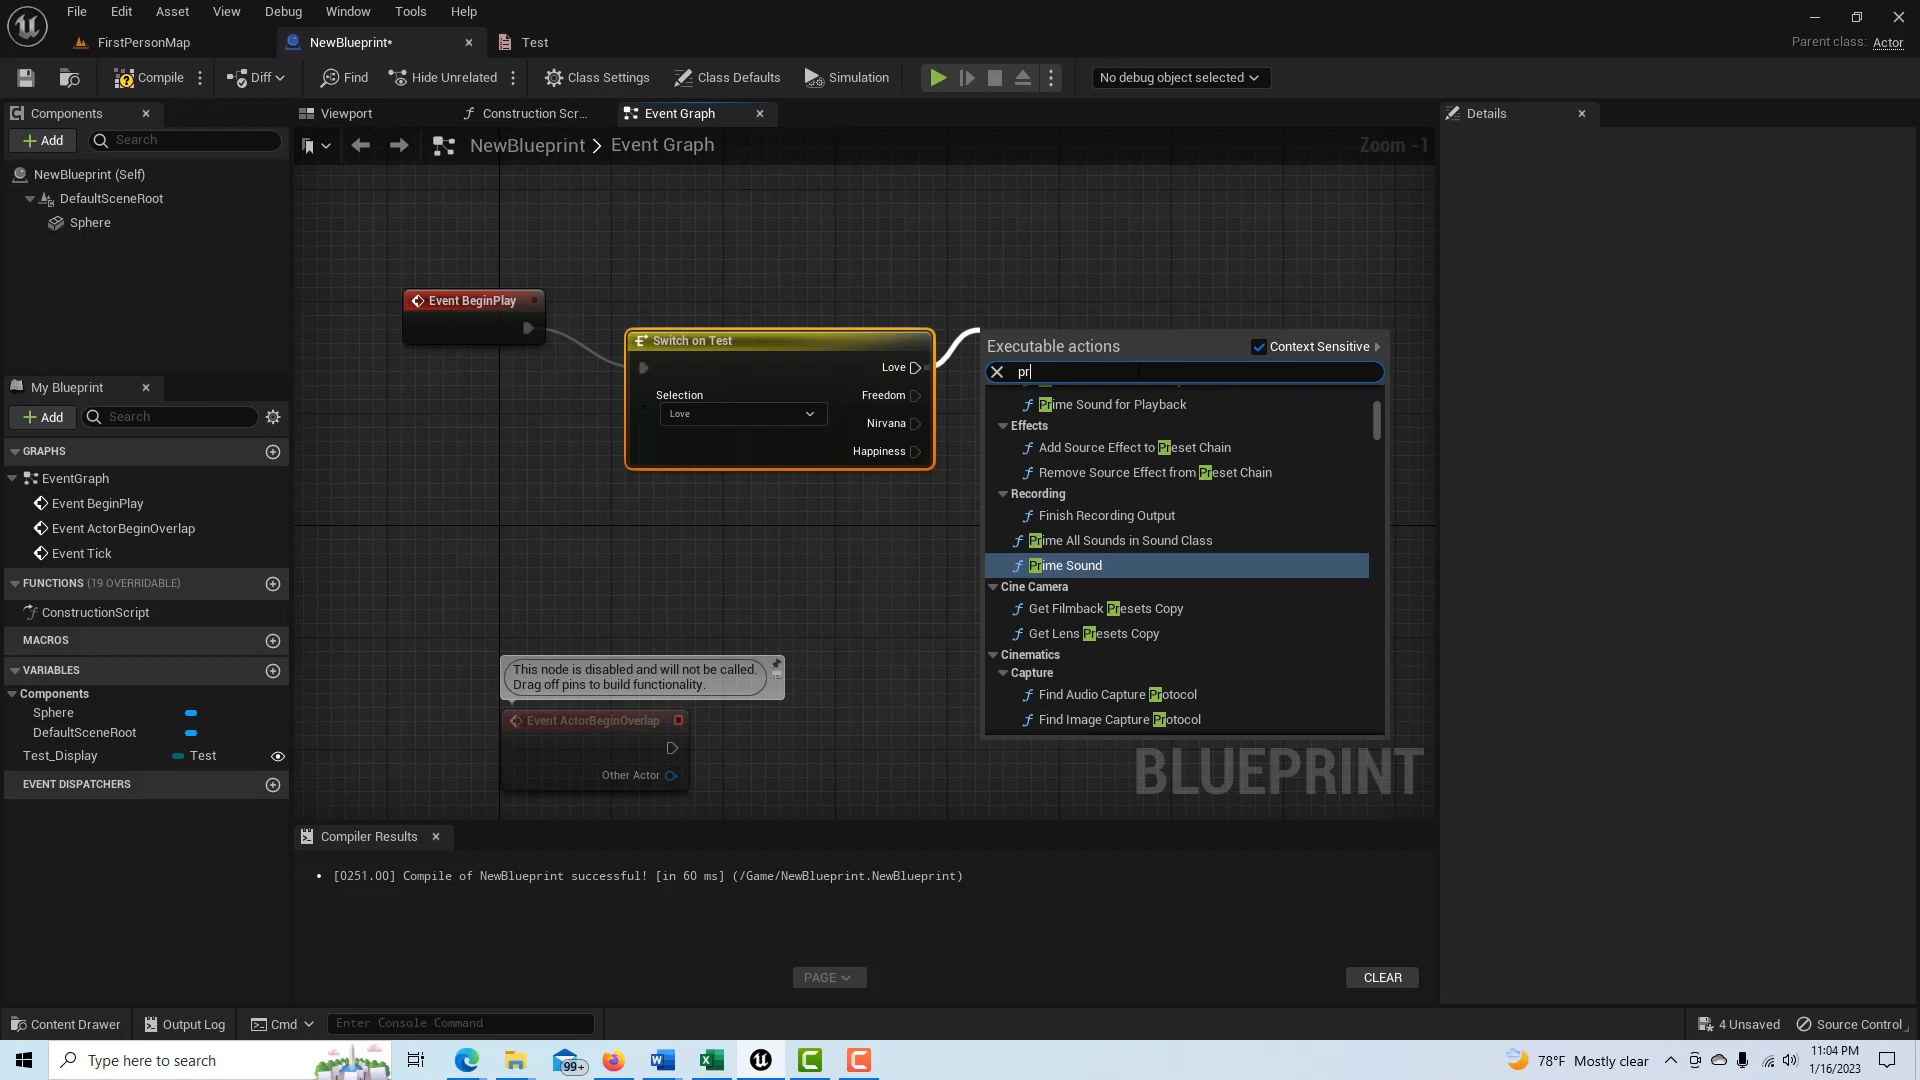 File Edit Asset View Debug Window Tools Help
FirstPersonMap NewBlueprint* Test
Parent class: Actor
Compile Diff Find Hide Unrelated Class Settings Class Defaults Simulation No debug object selected
Components Viewport Construction Scr... Event Graph Details
Add Search
NewBlueprint > Event Graph Zoom -1
NewBlueprint (Self)
DefaultSceneRoot
Sphere
Event BeginPlay
Switch on Test
Love
Selection
Love
Freedom
Nirvana
Happiness
Executable actions Context Sensitive
pr
Prime Sound for Playback
Effects
Add Source Effect to Preset Chain
Remove Source Effect from Preset Chain
Recording
Finish Recording Output
Prime All Sounds in Sound Class
Prime Sound
Cine Camera
Get Filmback Presets Copy
Get Lens Presets Copy
Cinematics
Capture
Find Audio Capture Protocol
Find Image Capture Protocol
My Blueprint
Add Search
GRAPHS
EventGraph
Event BeginPlay
Event ActorBeginOverlap
Event Tick
FUNCTIONS (19 OVERRIDABLE)
ConstructionScript
MACROS
VARIABLES
Components
Sphere
DefaultSceneRoot
Test_Display Test
EVENT DISPATCHERS
This node is disabled and will not be called.
Drag off pins to build functionality.
Event ActorBeginOverlap
Other Actor
BLUEPRINT
Compiler Results
[0251.00] Compile of NewBlueprint successful! [in 60 ms] (/Game/NewBlueprint.NewBlueprint)
PAGE CLEAR
Content Drawer Output Log Cmd Enter Console Command 4 Unsaved Source Control
Type here to search 99+ 78°F Mostly clear 11:04 PM
1/16/2023